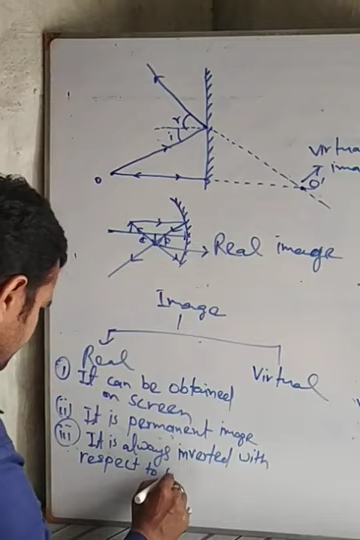 r
i
O
O'
Virtua
ima
Real image
Image
Real
Virtual
i) It can be obtained
on screen
(ii) It is permanent image
(iii) It is always inverted with
respect to